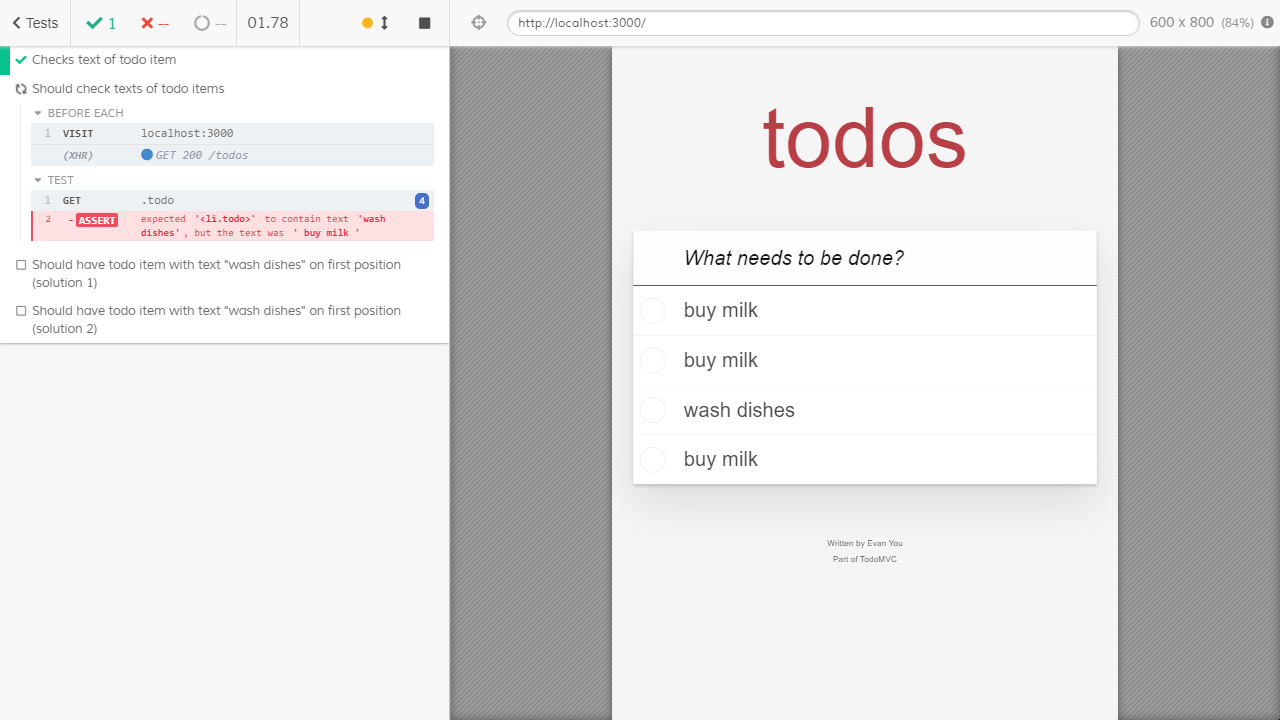 Tests
1
--
--
01.78
http://localhost:3000/
600 x 800 (84%)
Checks text of todo item
Should check texts of todo items
BEFORE EACH
1 VISIT localhost:3000
(XHR) GET 200 /todos
TEST
1 GET .todo 4
2 -ASSERT expected '<li.todo>' to contain text 'wash
dishes', but the text was ' buy milk '
Should have todo item with text "wash dishes" on first position
(solution 1)
Should have todo item with text "wash dishes" on first position
(solution 2)
todos
What needs to be done?
buy milk
buy milk
wash dishes
buy milk
Written by Evan You
Part of TodoMVC